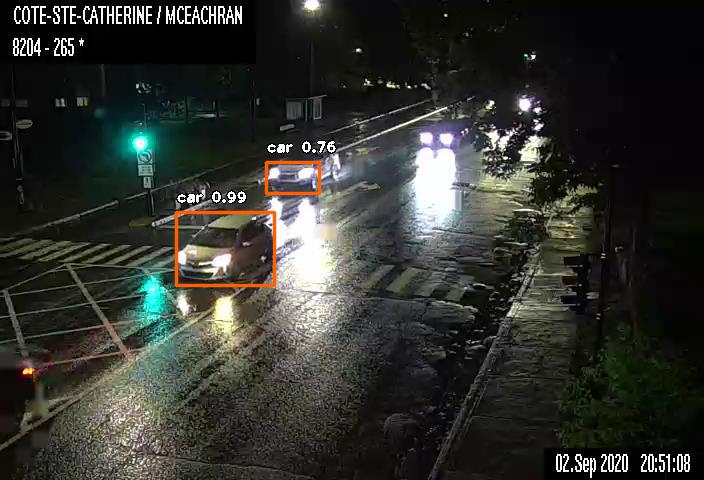 COTE-STE-CATHERINE / MCEACHRAN
8204 - 265 *
car 0.76
car 0.99
02.Sep 2020 20:51:08